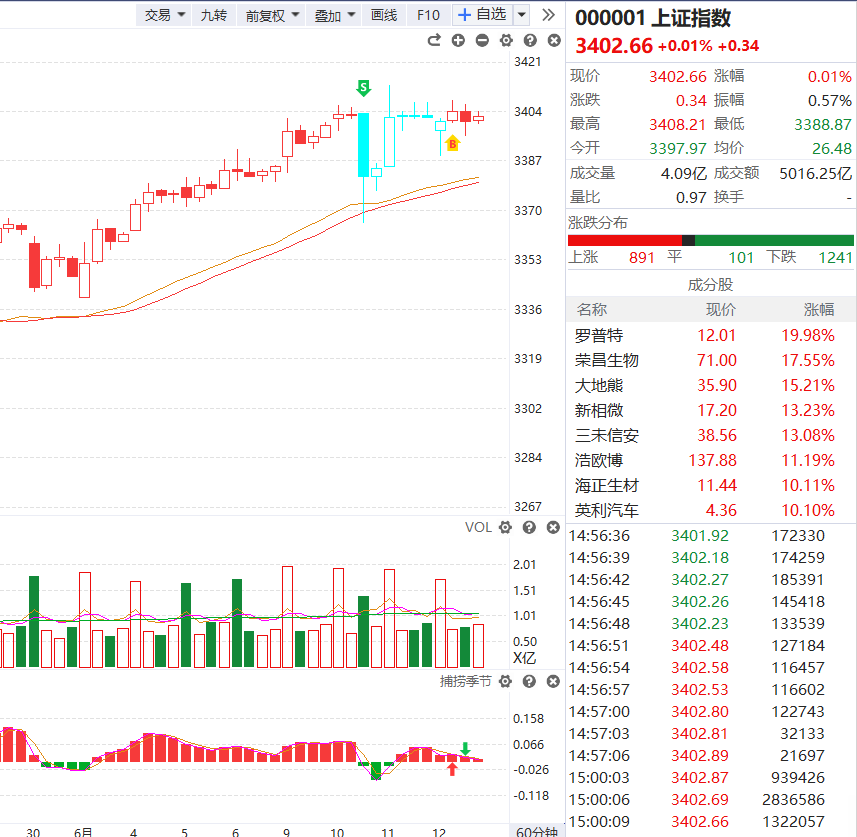 交易 九转 前复权 叠加 画线 F10 + 自选
000001 上证指数
3402.66 +0.01% +0.34
现价 3402.66 涨幅 0.01%
涨跌 0.34 振幅 0.57%
最高 3408.21 最低 3388.87
今开 3397.97 均价 26.48
成交量 4.09亿 成交额 5016.25亿
量比 0.97 换手 -
涨跌分布
上涨 891 平 101 下跌 1241
成分股
名称 现价 涨幅
罗普特 12.01 19.98%
荣昌生物 71.00 17.55%
大地熊 35.90 15.21%
新相微 17.20 13.23%
三未信安 38.56 13.08%
浩欧博 137.88 11.19%
海正生材 11.44 10.11%
英利汽车 4.36 10.10%
14:56:36 3401.92 172330
14:56:39 3402.18 174259
14:56:42 3402.27 185391
14:56:45 3402.26 145418
14:56:48 3402.23 133539
14:56:51 3402.48 127184
14:56:54 3402.58 116457
14:56:57 3402.53 116602
14:57:00 3402.80 122743
14:57:03 3402.81 32133
14:57:06 3402.89 21697
15:00:03 3402.87 939426
15:00:06 3402.69 2836586
15:00:09 3402.66 1322057
3421
3404
3387
3370
3353
3336
3319
3302
3284
3267
S
B
VOL
2.01
1.51
1.01
0.50
X亿
捕捞季节
0.158
0.066
-0.026
-0.118
30 6月 4 5 6 9 10 11 12 60分钟